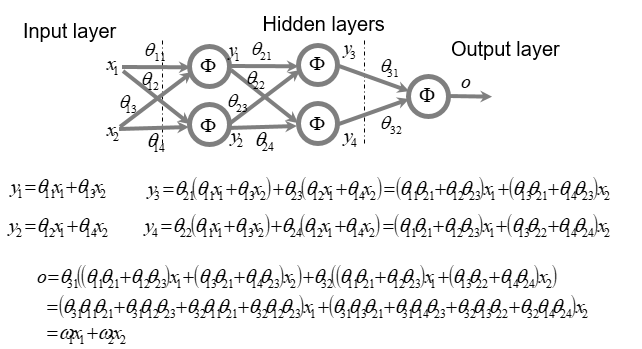 Hidden layers
Input layer
Output layer
x₁ θ₁₁ Φ y₁ θ₂₁ Φ y₃ θ₃₁
θ₁₂ θ₂₂
Φ o
θ₁₃ θ₂₃
x₂ θ₁₄ Φ y₂ θ₂₄ Φ y₄ θ₃₂
y₁=θ₁₁x₁+θ₁₃x₂ y₃=θ₂₁(θ₁₁x₁+θ₁₃x₂)+θ₂₃(θ₁₂x₁+θ₁₄x₂)=(θ₁₁θ₂₁+θ₁₂θ₂₃)x₁+(θ₁₃θ₂₁+θ₁₄θ₂₃)x₂
y₂=θ₁₂x₁+θ₁₄x₂ y₄=θ₂₂(θ₁₁x₁+θ₁₃x₂)+θ₂₄(θ₁₂x₁+θ₁₄x₂)=(θ₁₁θ₂₁+θ₁₂θ₂₃)x₁+(θ₁₃θ₂₂+θ₁₄θ₂₄)x₂
o=θ₃₁((θ₁₁θ₂₁+θ₁₂θ₂₃)x₁+(θ₁₃θ₂₁+θ₁₄θ₂₃)x₂)+θ₃₂((θ₁₁θ₂₁+θ₁₂θ₂₃)x₁+(θ₁₃θ₂₂+θ₁₄θ₂₄)x₂)
=(θ₃₁θ₁₁θ₂₁+θ₃₁θ₁₂θ₂₃+θ₃₂θ₁₁θ₂₁+θ₃₂θ₁₂θ₂₃)x₁+(θ₃₁θ₁₃θ₂₁+θ₃₁θ₁₄θ₂₃+θ₃₂θ₁₃θ₂₂+θ₃₂θ₁₄θ₂₄)x₂
=ω₁x₁+ω₂x₂